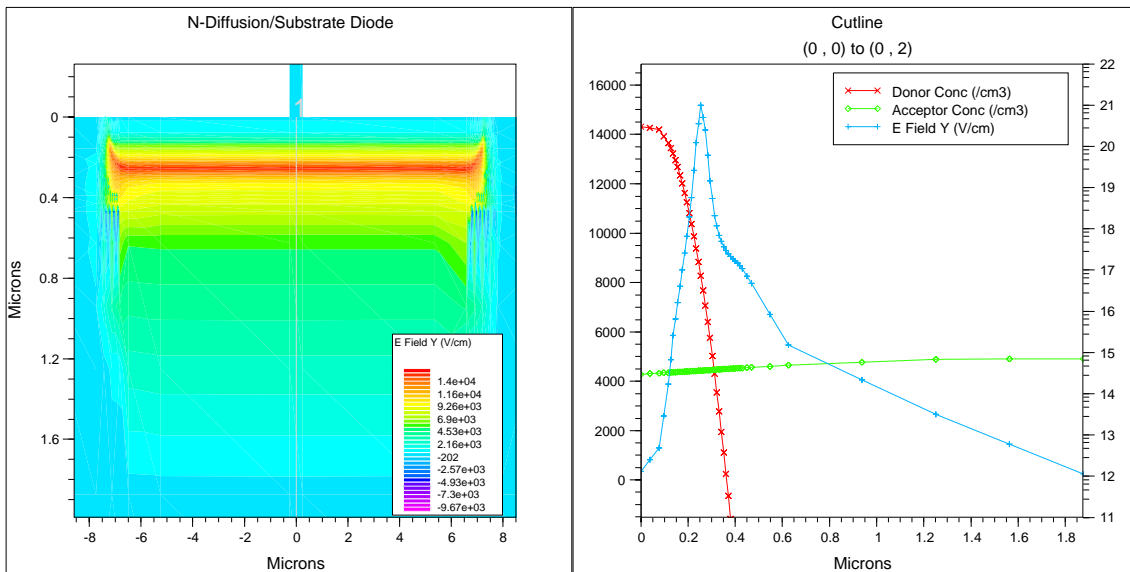 N-Diffusion/Substrate Diode
Microns
0
0.4
0.8
1.2
1.6
-8 -6 -4 -2 0 2 4 6 8
Microns
1
E Field Y (V/cm)
1.4e+04
1.16e+04
9.26e+03
6.9e+03
4.53e+03
2.16e+03
-202
-2.57e+03
-4.93e+03
-7.3e+03
-9.67e+03
Cutline
(0 , 0) to (0 , 2)
16000
14000
12000
10000
8000
6000
4000
2000
0
Donor Conc (/cm3)
Acceptor Conc (/cm3)
E Field Y (V/cm)
22
21
20
19
18
17
16
15
14
13
12
11
0 0.2 0.4 0.6 0.8 1 1.2 1.4 1.6 1.8
Microns